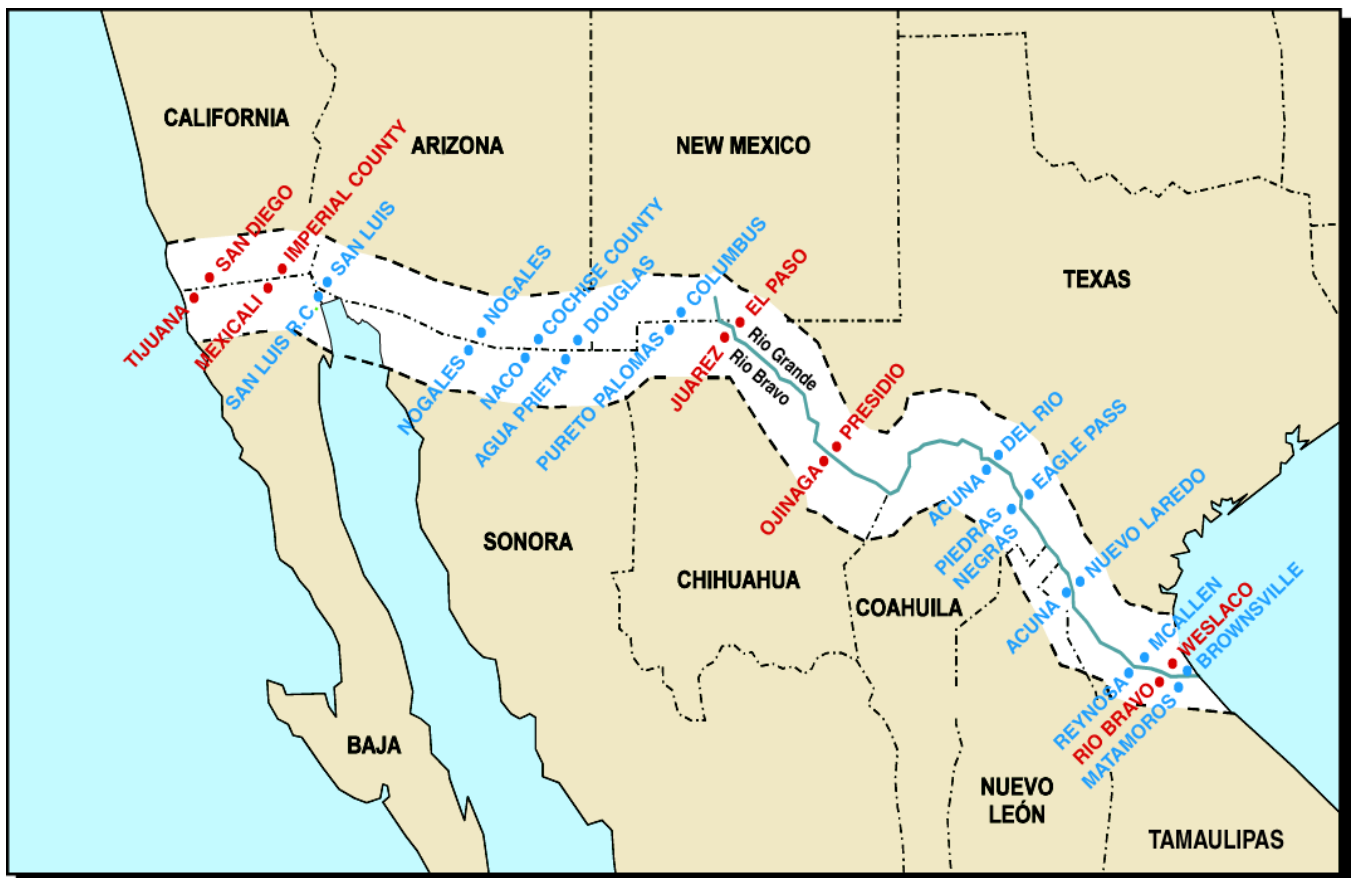 CALIFORNIA
ARIZONA
NEW MEXICO
TEXAS
SAN DIEGO
TIJUANA
IMPERIAL COUNTY
MEXICALI
SAN LUIS
SAN LUIS R.C.
NOGALES
NOGALES
COCHISE COUNTY
NACO
DOUGLAS
AGUA PRIETA
COLUMBUS
PURETO PALOMAS
EL PASO
JUAREZ
Rio Grande
Rio Bravo
PRESIDIO
OJINAGA
DEL RIO
ACUNA
EAGLE PASS
PIEDRAS
NEGRAS
NUEVO LAREDO
ACUNA
MCALLEN
REYNOSA
WESLACO
RIO BRAVO
BROWNSVILLE
MATAMOROS
SONORA
CHIHUAHUA
COAHUILA
BAJA
NUEVO
LEÓN
TAMAULIPAS